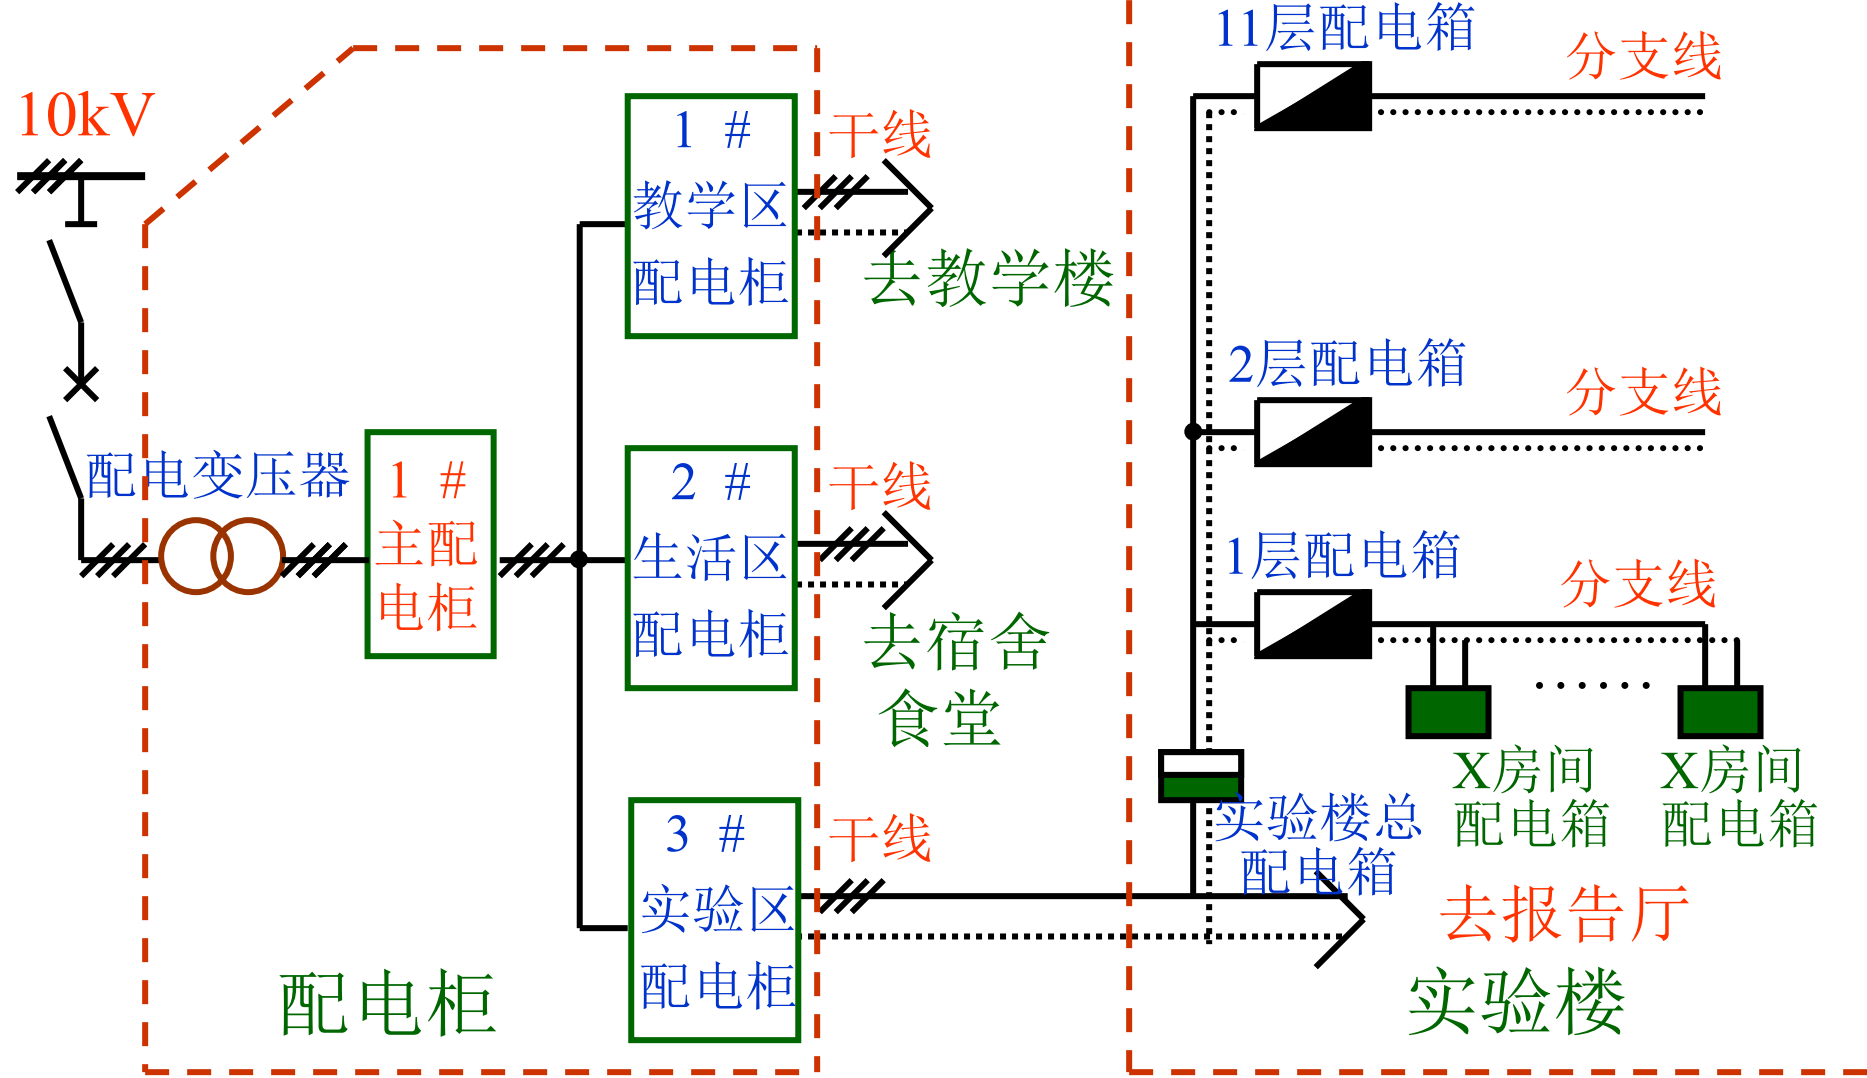 10kV
配电变压器
1 #
主配
电柜
1 #
教学区
配电柜
干线
去教学楼
2 #
生活区
配电柜
干线
去宿舍
食堂
3 #
实验区
配电柜
干线
配电柜
11层配电箱
分支线
2层配电箱
分支线
1层配电箱
分支线
······
X房间
配电箱
X房间
配电箱
实验楼总
配电箱
去报告厅
实验楼